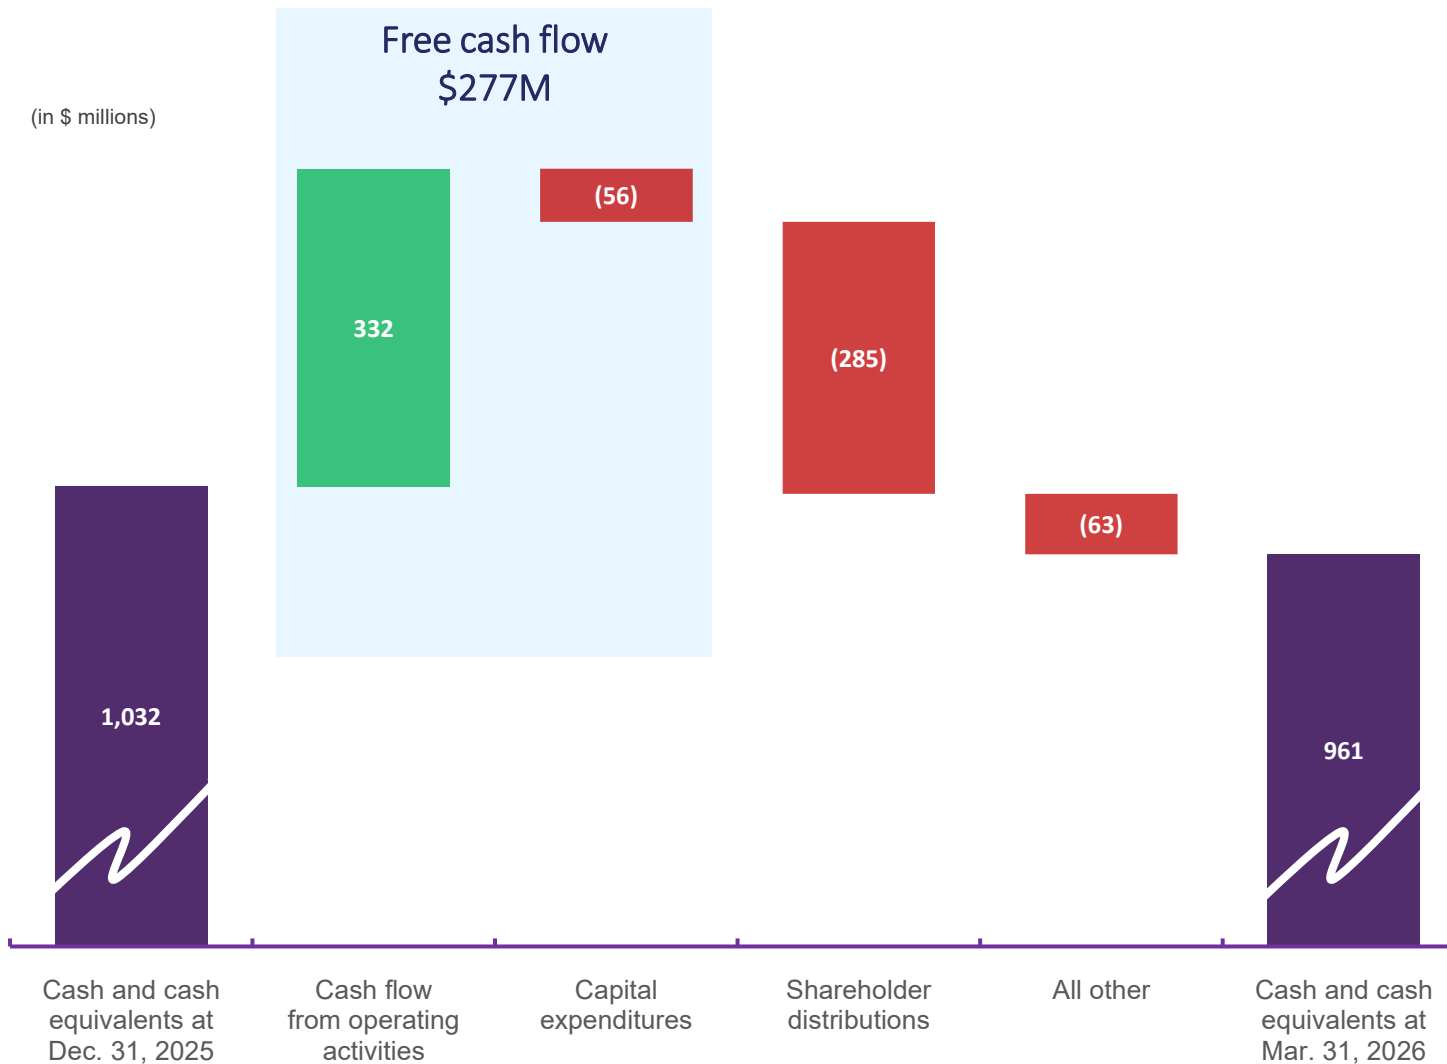 Free cash flow
$277M
(in $ millions)
(56)
332
(285)
(63)
1,032
961
Cash and cash
equivalents at
Dec. 31, 2025
Cash flow
from operating
activities
Capital
expenditures
Shareholder
distributions
All other
Cash and cash
equivalents at
Mar. 31, 2026